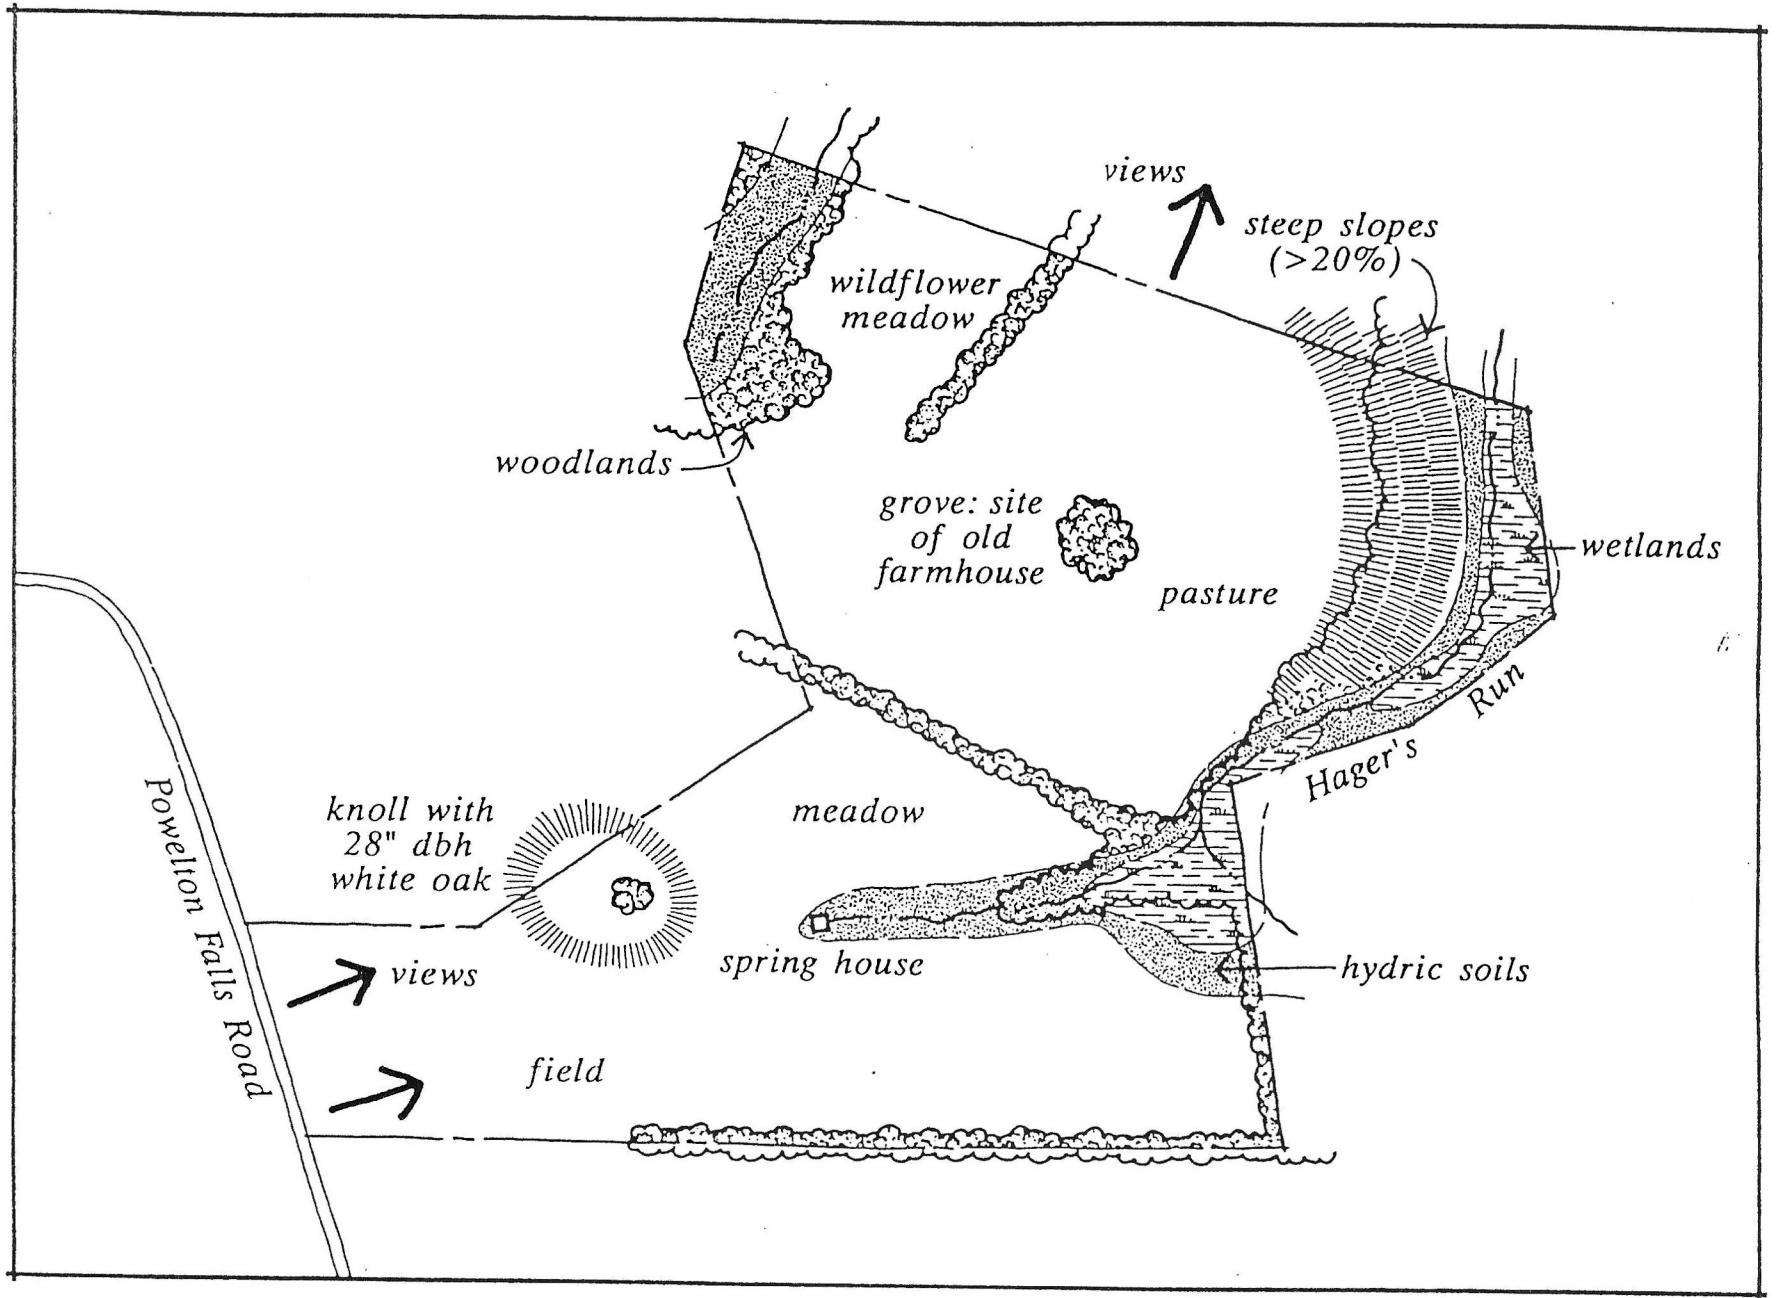 views
steep slopes
(>20%)
wildflower
meadow
woodlands
grove: site
of old
farmhouse
wetlands
pasture
Hager's Run
knoll with
28" dbh
white oak
meadow
Powelton Falls Road
spring house
views
hydric soils
field